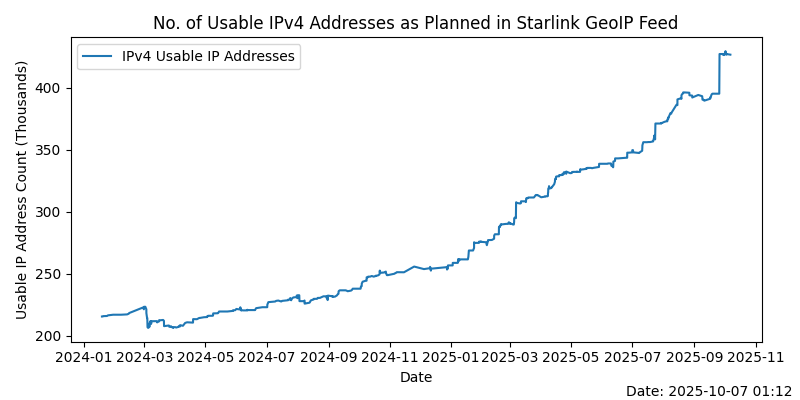 No. of Usable IPv4 Addresses as Planned in Starlink GeoIP Feed
IPv4 Usable IP Addresses
Usable IP Address Count (Thousands)
400
350
300
250
200
2024-01 2024-03 2024-05 2024-07 2024-09 2024-11 2025-01 2025-03 2025-05 2025-07 2025-09 2025-11
Date
Date: 2025-10-07 01:12